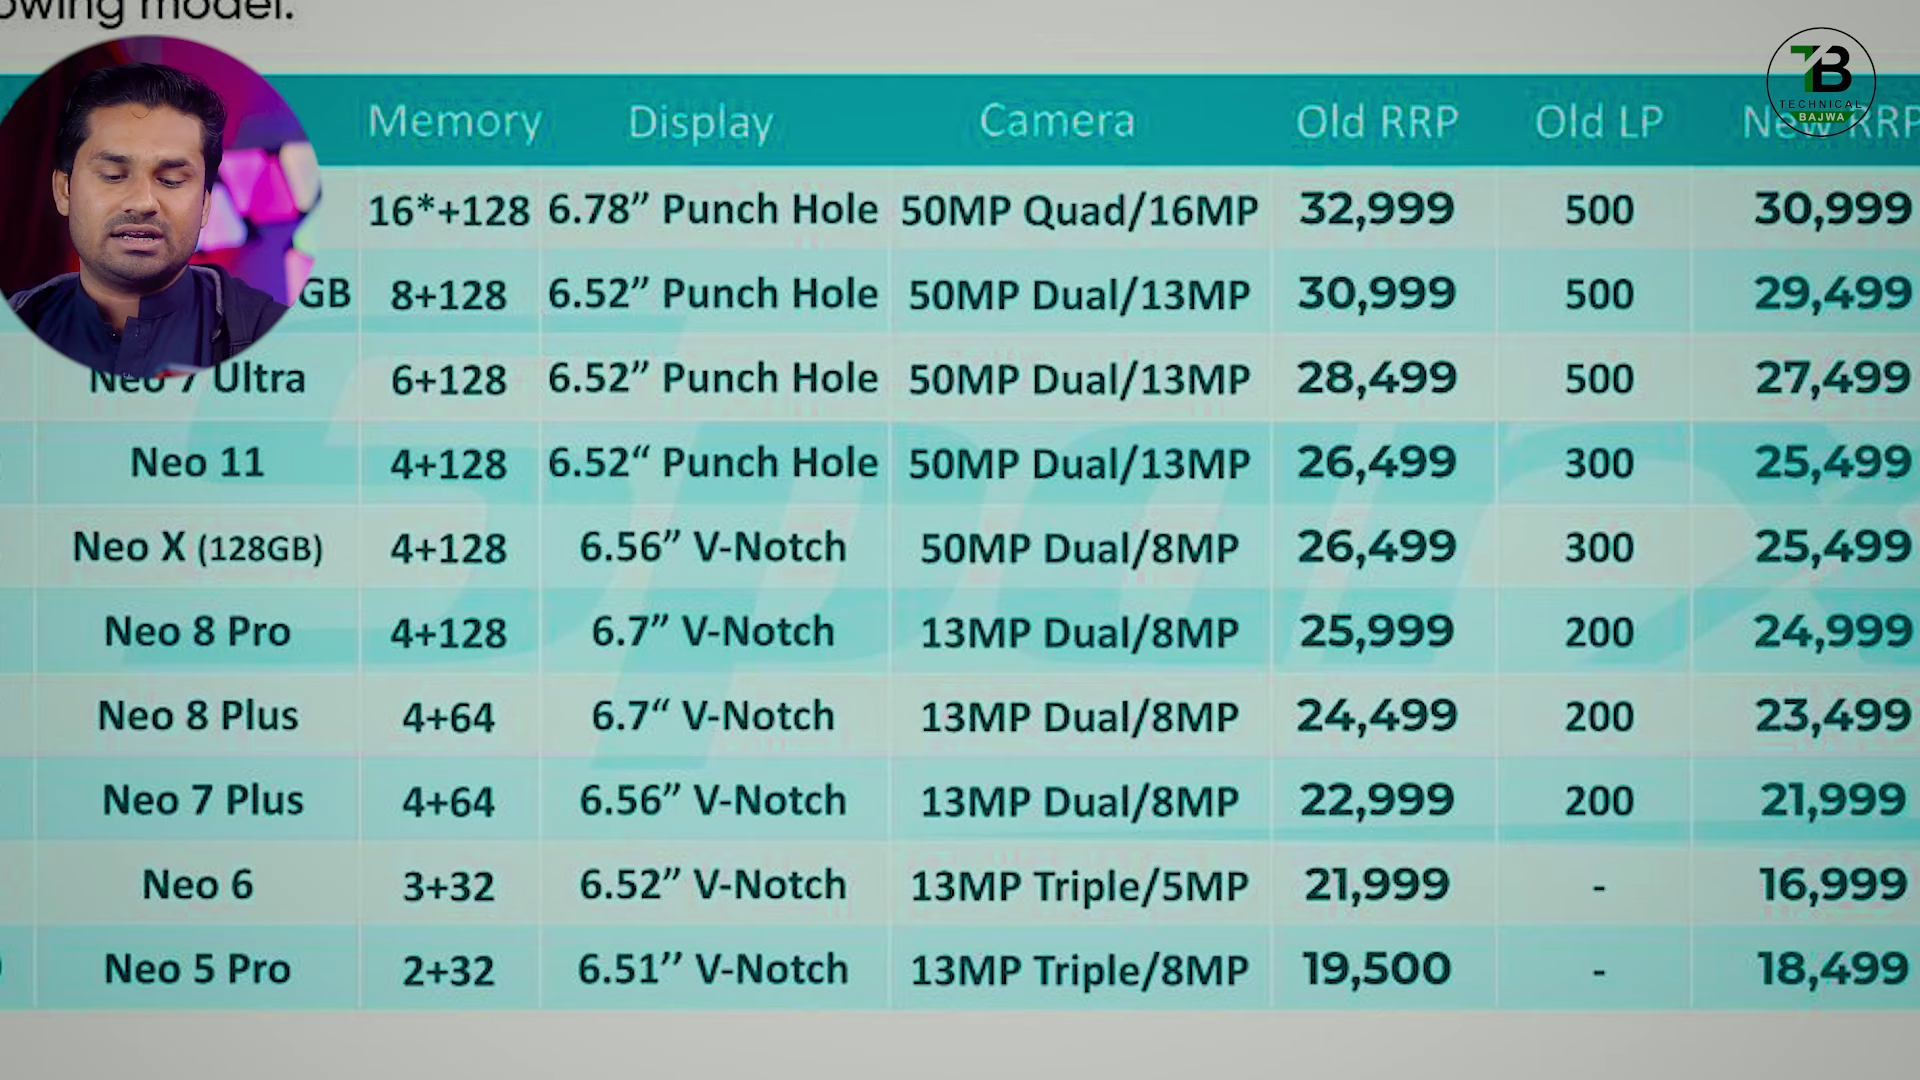 owing model.
TB
TECHNICAL
BAJWA
Memory Display Camera Old RRP Old LP New RRP
16*+128 6.78” Punch Hole 50MP Quad/16MP 32,999 500 30,999
GB 8+128 6.52” Punch Hole 50MP Dual/13MP 30,999 500 29,499
Neo 7 Ultra 6+128 6.52” Punch Hole 50MP Dual/13MP 28,499 500 27,499
Neo 11 4+128 6.52“ Punch Hole 50MP Dual/13MP 26,499 300 25,499
Neo X (128GB) 4+128 6.56” V-Notch 50MP Dual/8MP 26,499 300 25,499
Neo 8 Pro 4+128 6.7” V-Notch 13MP Dual/8MP 25,999 200 24,999
Neo 8 Plus 4+64 6.7“ V-Notch 13MP Dual/8MP 24,499 200 23,499
Neo 7 Plus 4+64 6.56” V-Notch 13MP Dual/8MP 22,999 200 21,999
Neo 6 3+32 6.52” V-Notch 13MP Triple/5MP 21,999 - 16,999
Neo 5 Pro 2+32 6.51’’ V-Notch 13MP Triple/8MP 19,500 - 18,499
Sparx